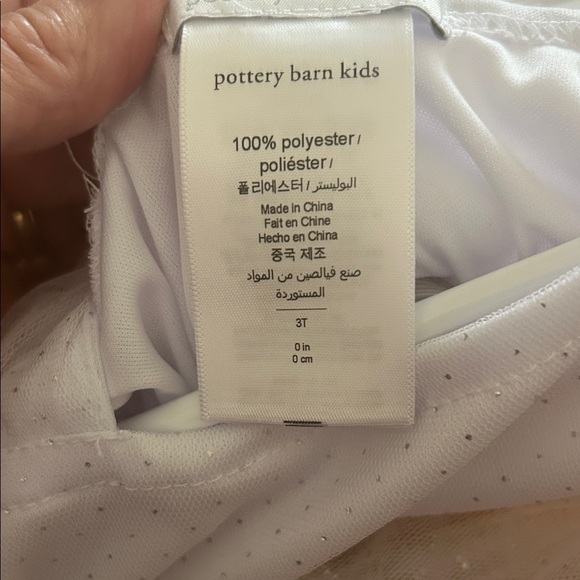 pottery barn kids
100% polyester/
poliéster/
폴리에스터/البوليستر/
Made in China
Fait en Chine
Hecho en China
중국 제조
صنع فيالصين من المواد
المستوردة
3T
0 in
0 cm